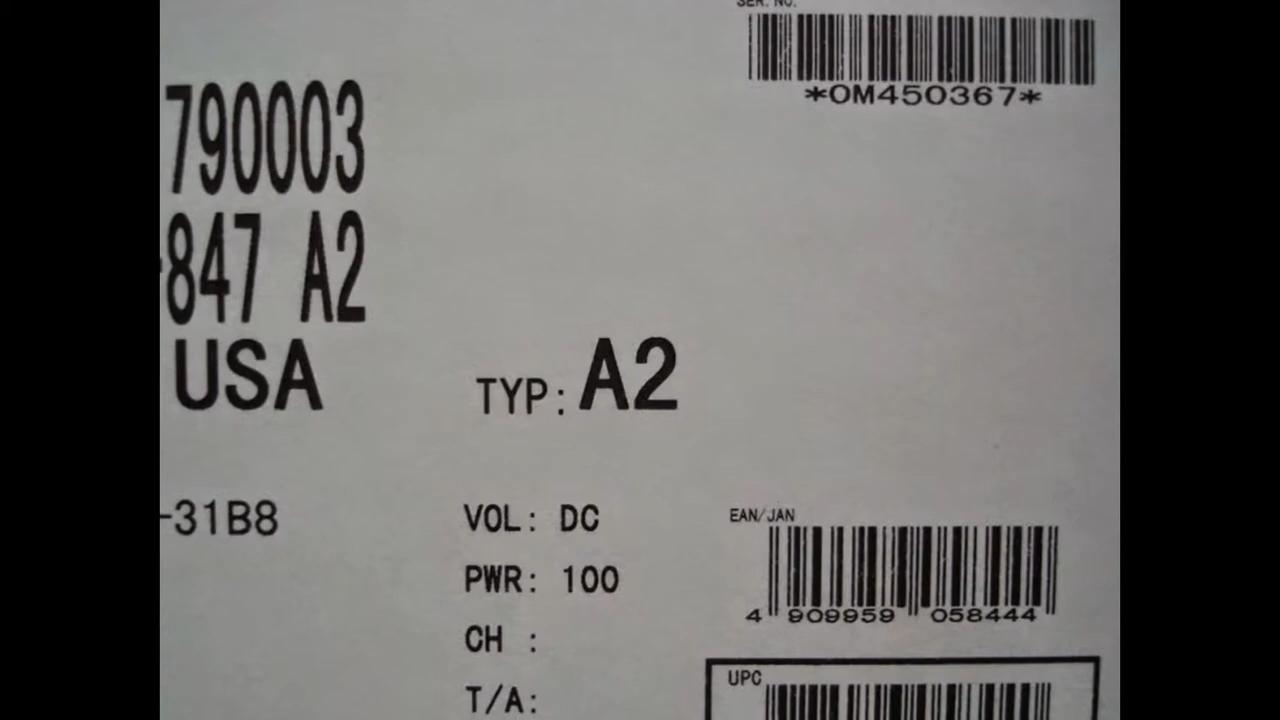 SER. NO.
*0M450367*
790003
-847 A2
USA
TYP: A2
-31B8
VOL: DC
PWR: 100
CH :
T/A:
EAN/JAN
4 909959 058444
UPC